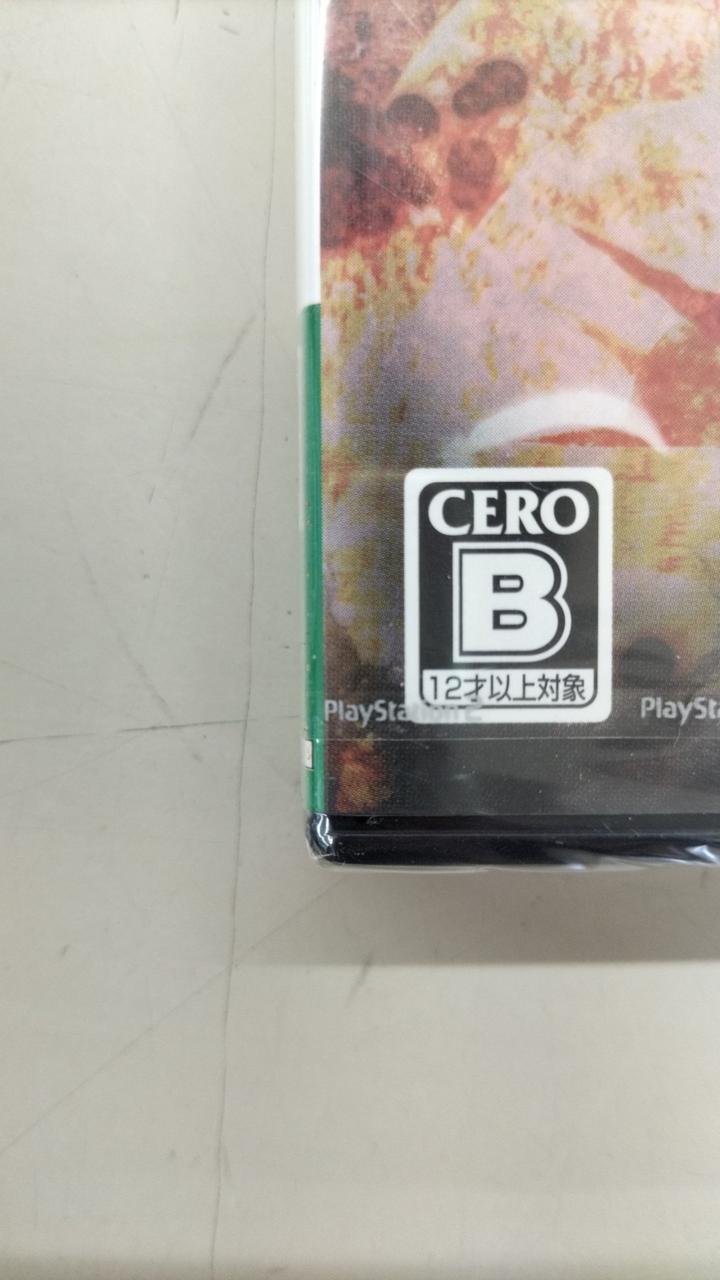 CERO
B
12才以上対象
PlayStation 2
PlaySta